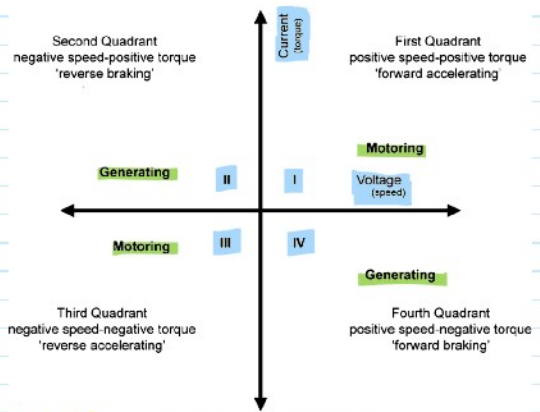 Second Quadrant
negative speed-positive torque
'reverse braking'
Current
(torque)
First Quadrant
positive speed-positive torque
'forward accelerating'
Generating
II
I
Motoring
Voltage
(speed)
Motoring
III
IV
Generating
Third Quadrant
negative speed-negative torque
'reverse accelerating'
Fourth Quadrant
positive speed-negative torque
'forward braking'